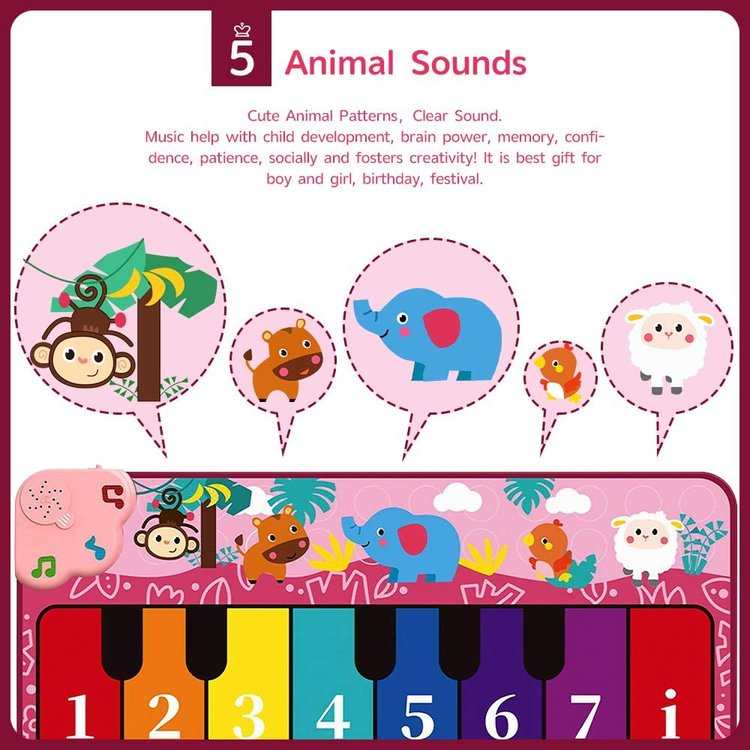 5
Animal Sounds
Cute Animal Patterns, Clear Sound.
Music help with child development, brain power, memory, confi-
dence, patience, socially and fosters creativity! It is best gift for
boy and girl, birthday, festival.
1 2 3 4 5 6 7 i